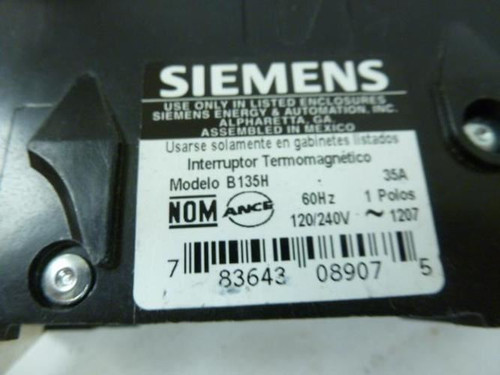 SIEMENS
USE ONLY IN LISTED ENCLOSURES
SIEMENS ENERGY & AUTOMATION, INC.
ALPHARETTA, GA.
ASSEMBLED IN MEXICO
Usarse solamente en gabinetes listados
Interruptor Termomagnético
Modelo B135H - 35A
NOM ANCE 60Hz 1 Polos
120/240V ~ 1207
7 83643 08907 5